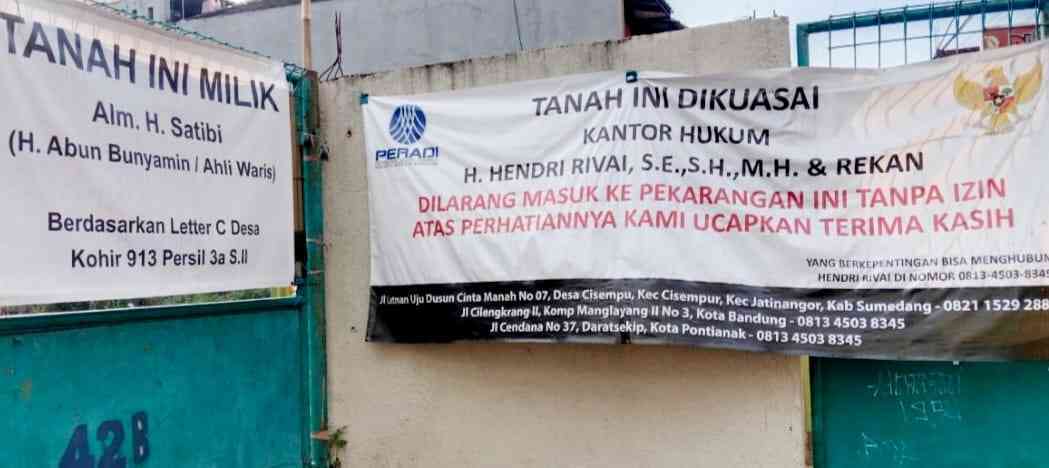 TANAH INI MILIK
Alm. H. Satibi
(H. Abun Bunyamin / Ahli Waris)
Berdasarkan Letter C Desa
Kohir 913 Persil 3a S.II
42B
PERADI
TANAH INI DIKUASAI
KANTOR HUKUM
H. HENDRI RIVAI, S.E.,S.H.,M.H. & REKAN
DILARANG MASUK KE PEKARANGAN INI TANPA IZIN
ATAS PERHATIANNYA KAMI UCAPKAN TERIMA KASIH
YANG BERKEPENTINGAN BISA MENGHUBUN
HENDRI RIVAI DI NOMOR 0813-4503-8345
Jl Letnan Uju Dusun Cinta Manah No 07, Desa Cisempu, Kec Cisempur, Kec Jatinangor, Kab Sumedang - 0821 1529 288
Jl Cilengkrang II, Komp Manglayang II No 3, Kota Bandung - 0813 4503 8345
Jl Cendana No 37, Daratsekip, Kota Pontianak - 0813 4503 8345